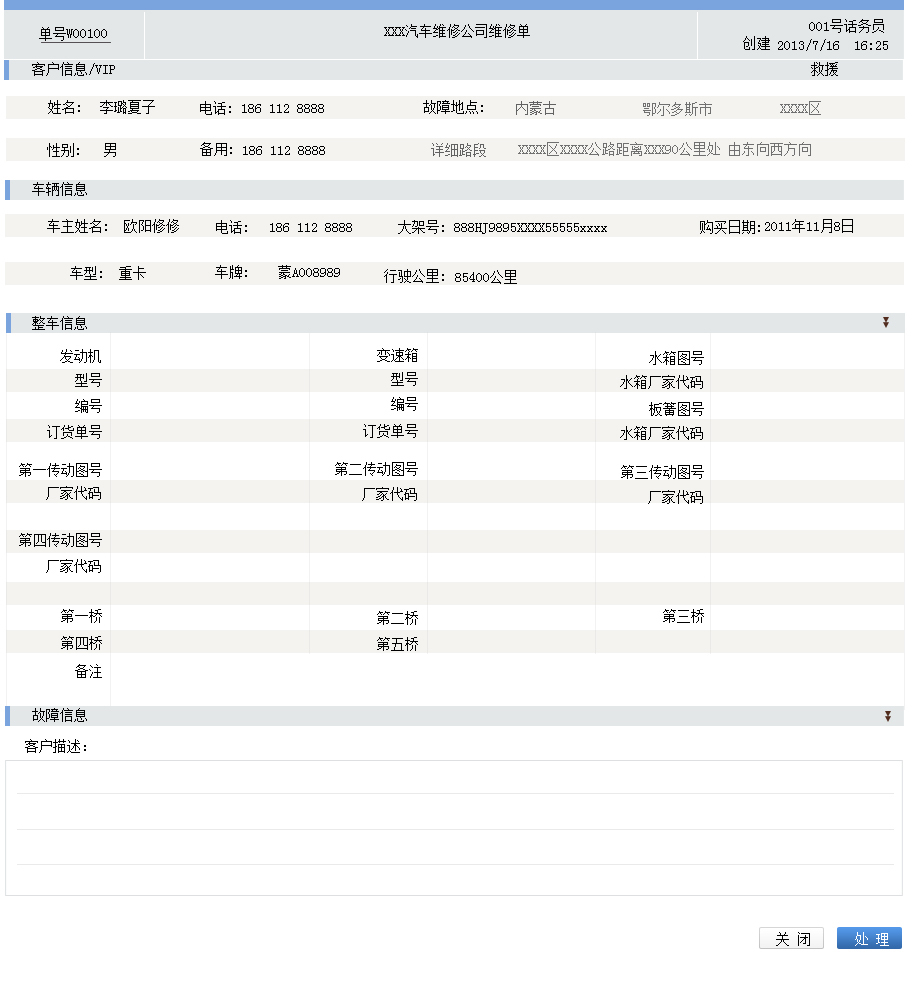 单号W00100 XXX汽车维修公司维修单 001号话务员
创建 2013/7/16 16:25
客户信息/VIP 救援
姓名: 李璐夏子 电话: 186 112 8888 故障地点: 内蒙古 鄂尔多斯市 XXXX区
性别: 男 备用: 186 112 8888 详细路段 XXXX区XXXX公路距离XXX90公里处 由东向西方向
车辆信息
车主姓名: 欧阳修修 电话: 186 112 8888 大架号: 888HJ9895XXXX55555xxxx 购买日期:2011年11月8日
车型: 重卡 车牌: 蒙A008989 行驶公里: 85400公里
整车信息
发动机 变速箱 水箱图号
型号 型号 水箱厂家代码
编号 编号 板蓄图号
订货单号 订货单号 水箱厂家代码
第一传动图号 第二传动图号 第三传动图号
厂家代码 厂家代码 厂家代码
第四传动图号
厂家代码
第一桥 第二桥 第三桥
第四桥 第五桥
备注
故障信息
客户描述:
关 闭 处 理